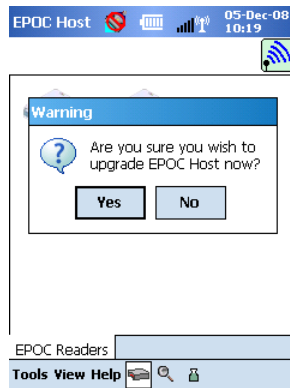 EPOC Host
05-Dec-08
10:19
Warning
Are you sure you wish to
upgrade EPOC Host now?
Yes No
EPOC Readers
Tools View Help